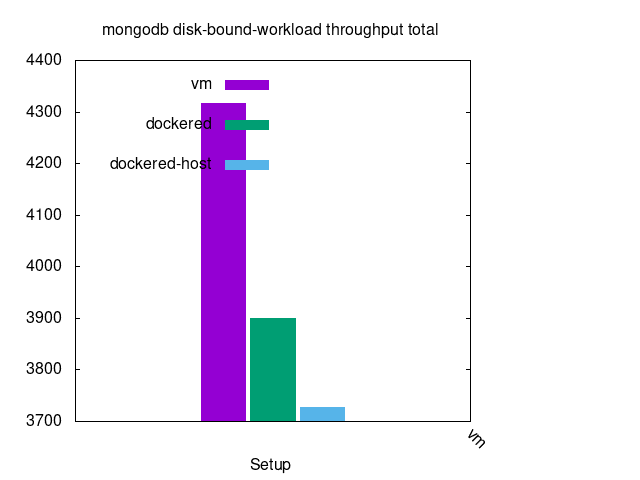 mongodb disk-bound-workload throughput total
4400
4300
4200
4100
4000
3900
3800
3700
vm
dockered
dockered-host
vm
Setup